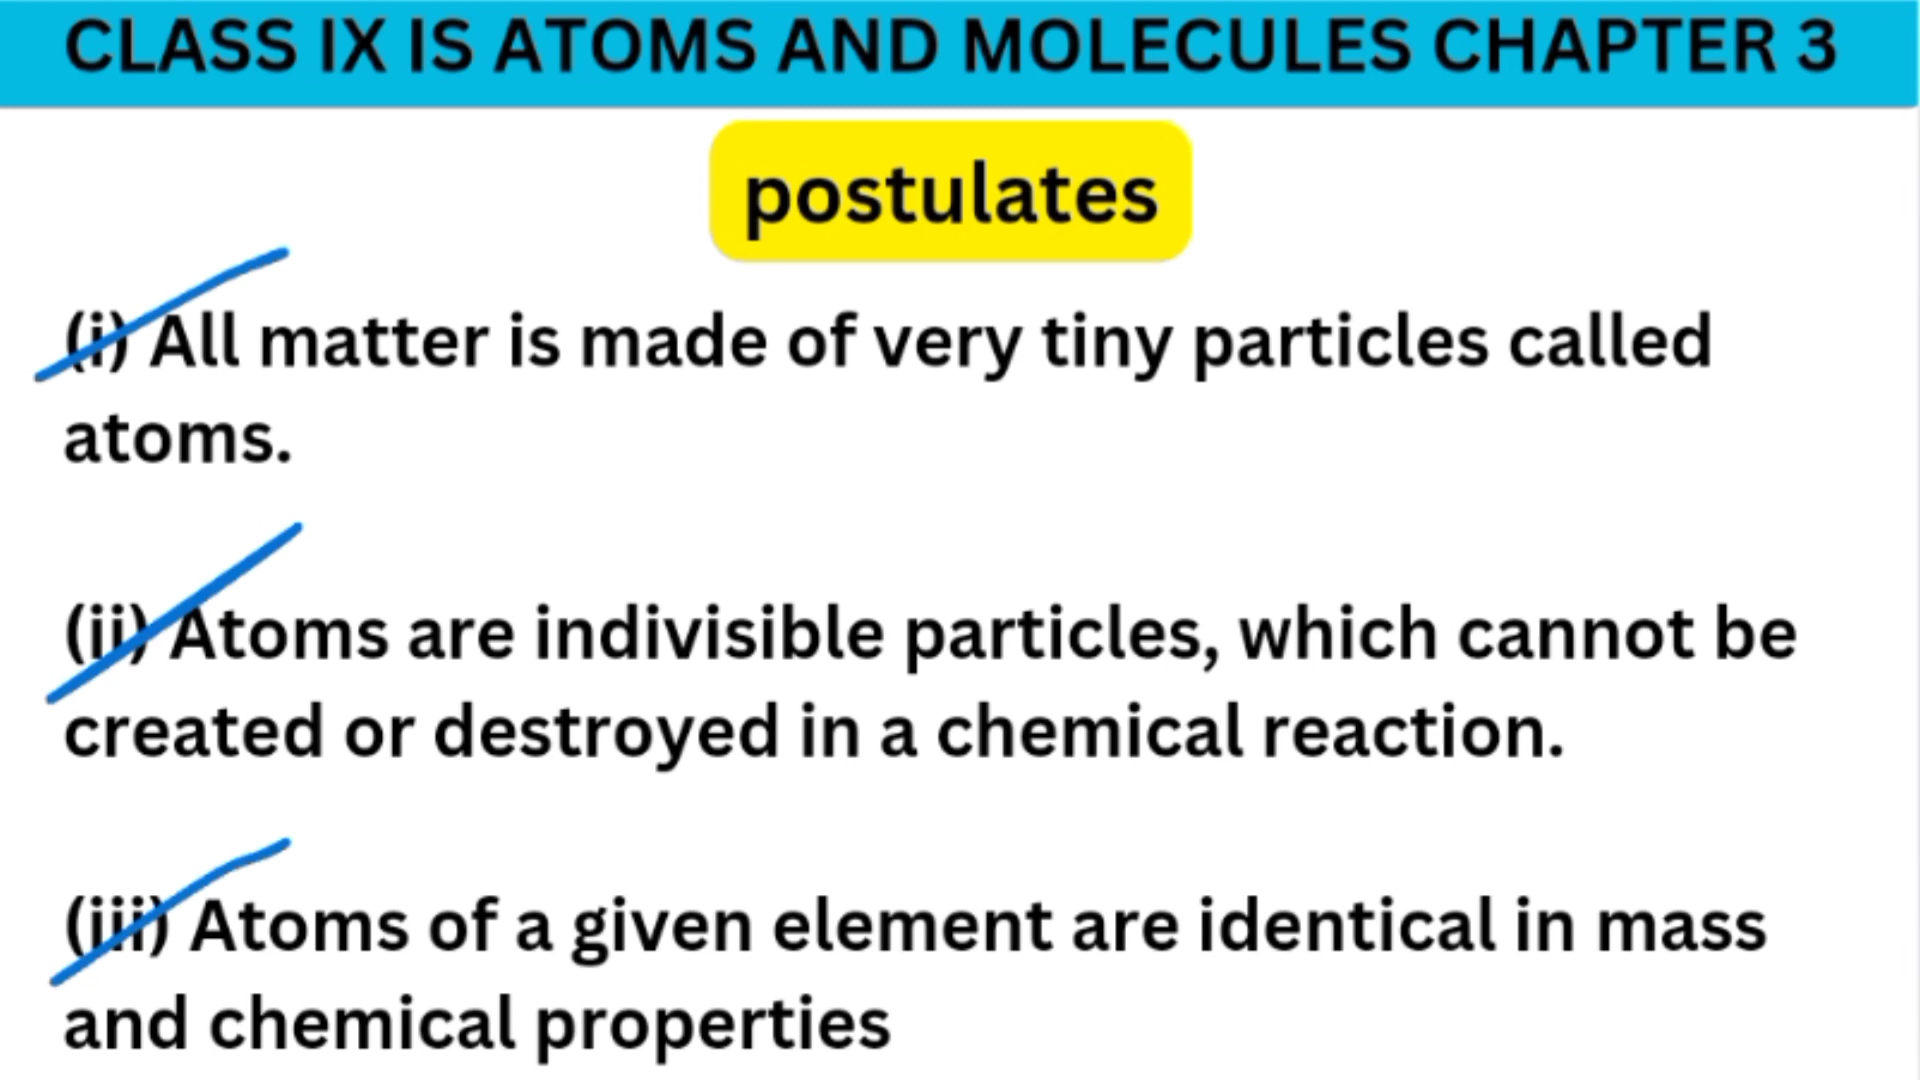 CLASS IX IS ATOMS AND MOLECULES CHAPTER 3
postulates
(i) All matter is made of very tiny particles called
atoms.
(ii) Atoms are indivisible particles, which cannot be
created or destroyed in a chemical reaction.
(iii) Atoms of a given element are identical in mass
and chemical properties